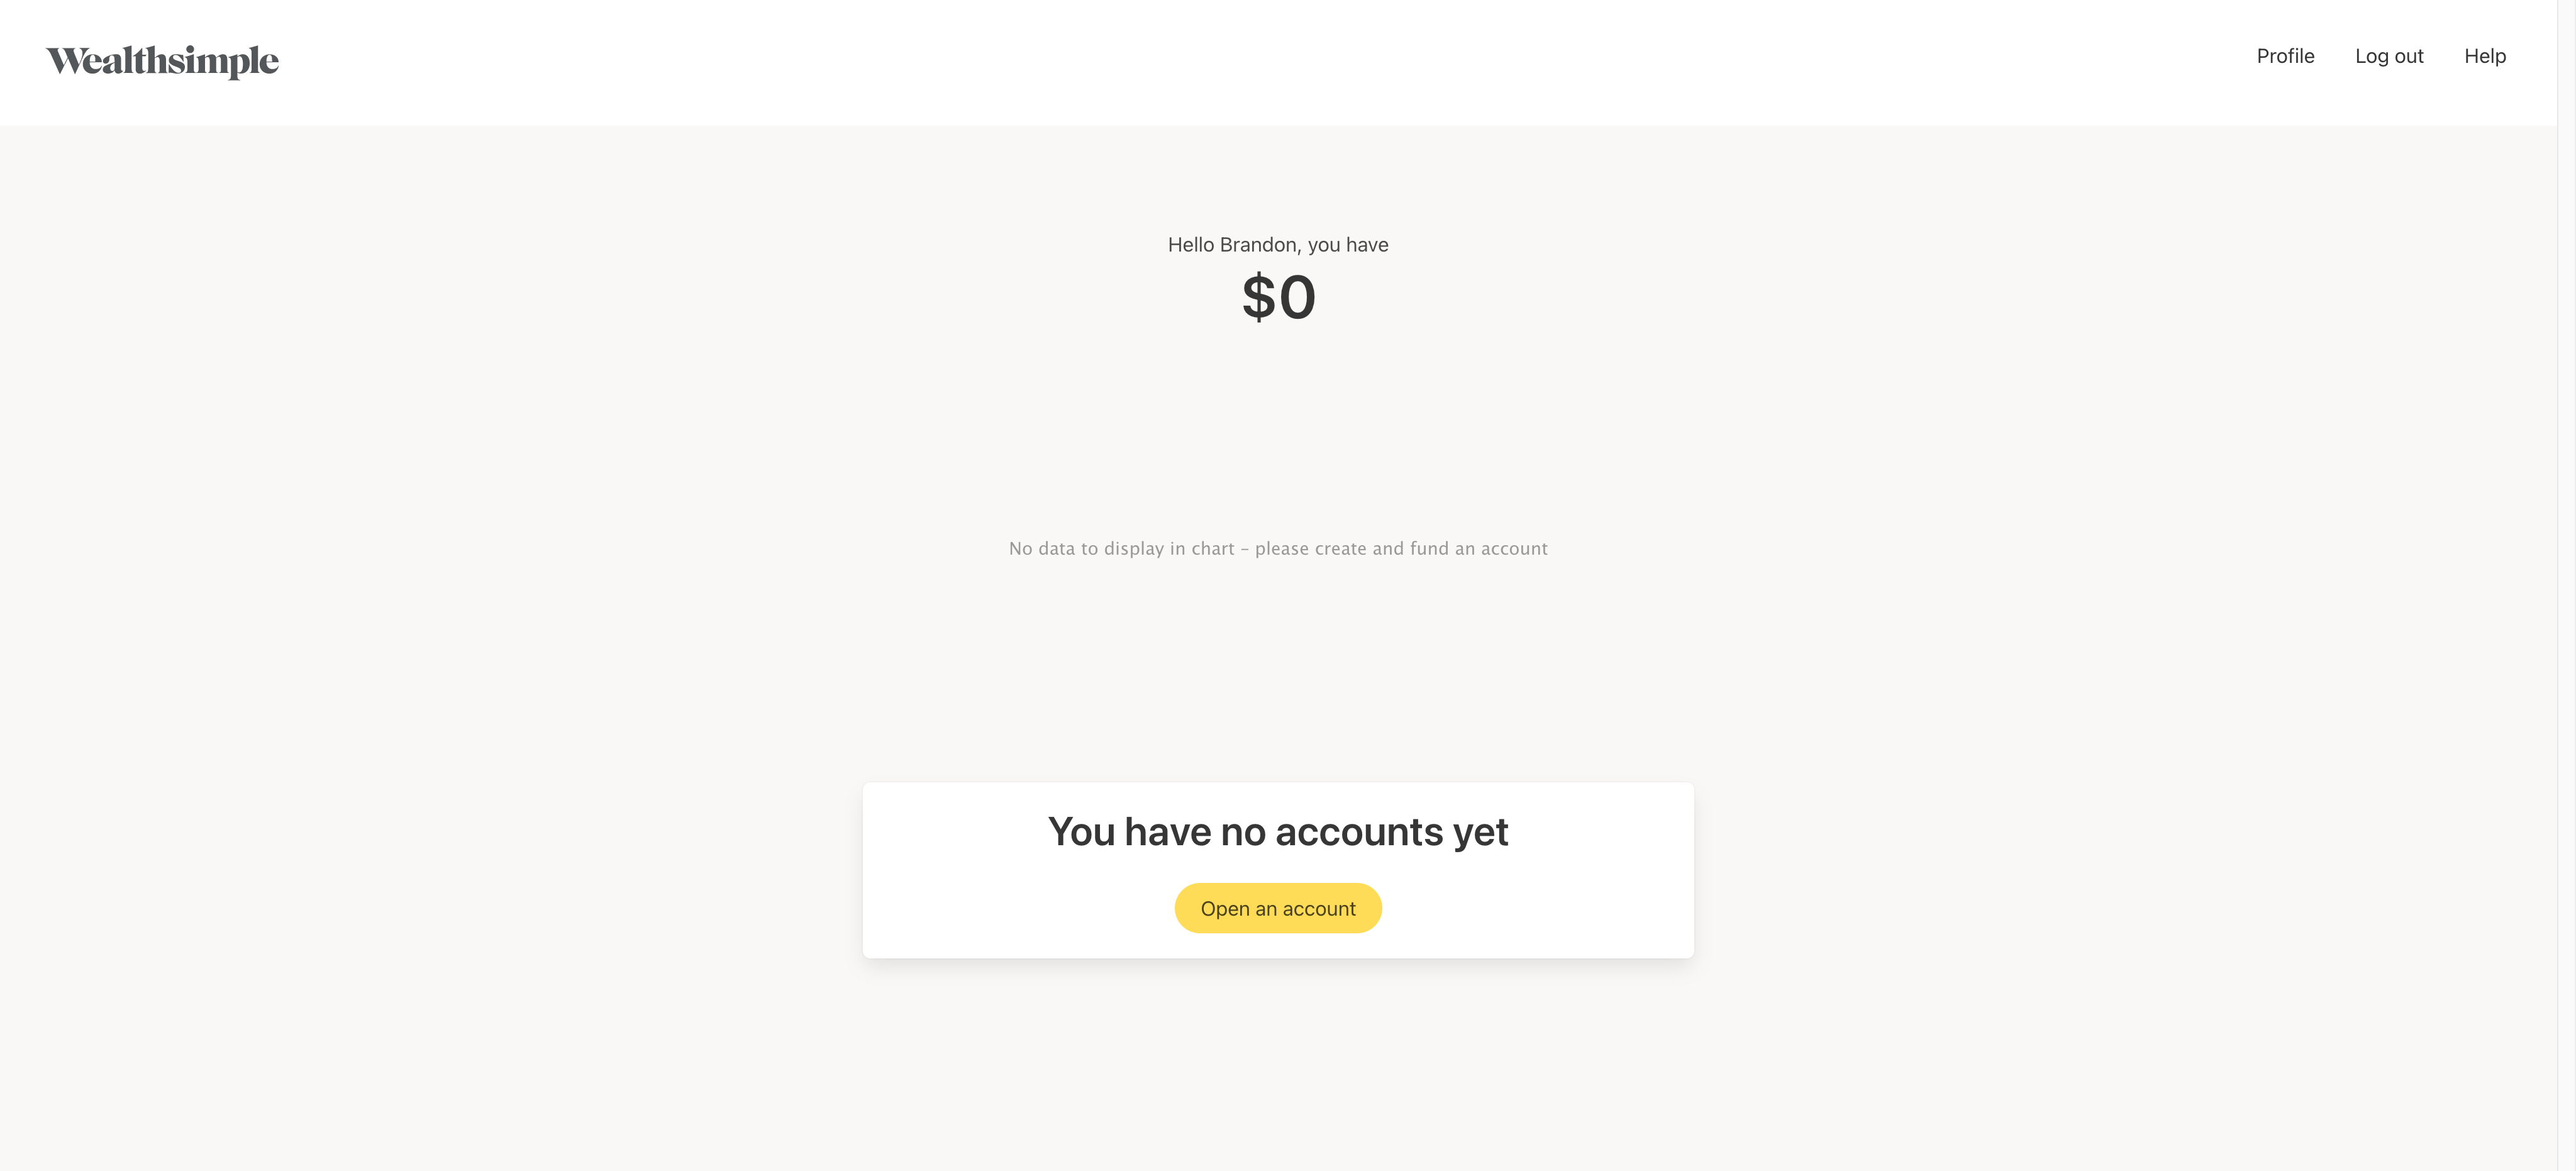 Wealthsimple
Profile Log out Help
Hello Brandon, you have
$0
No data to display in chart – please create and fund an account
You have no accounts yet
Open an account